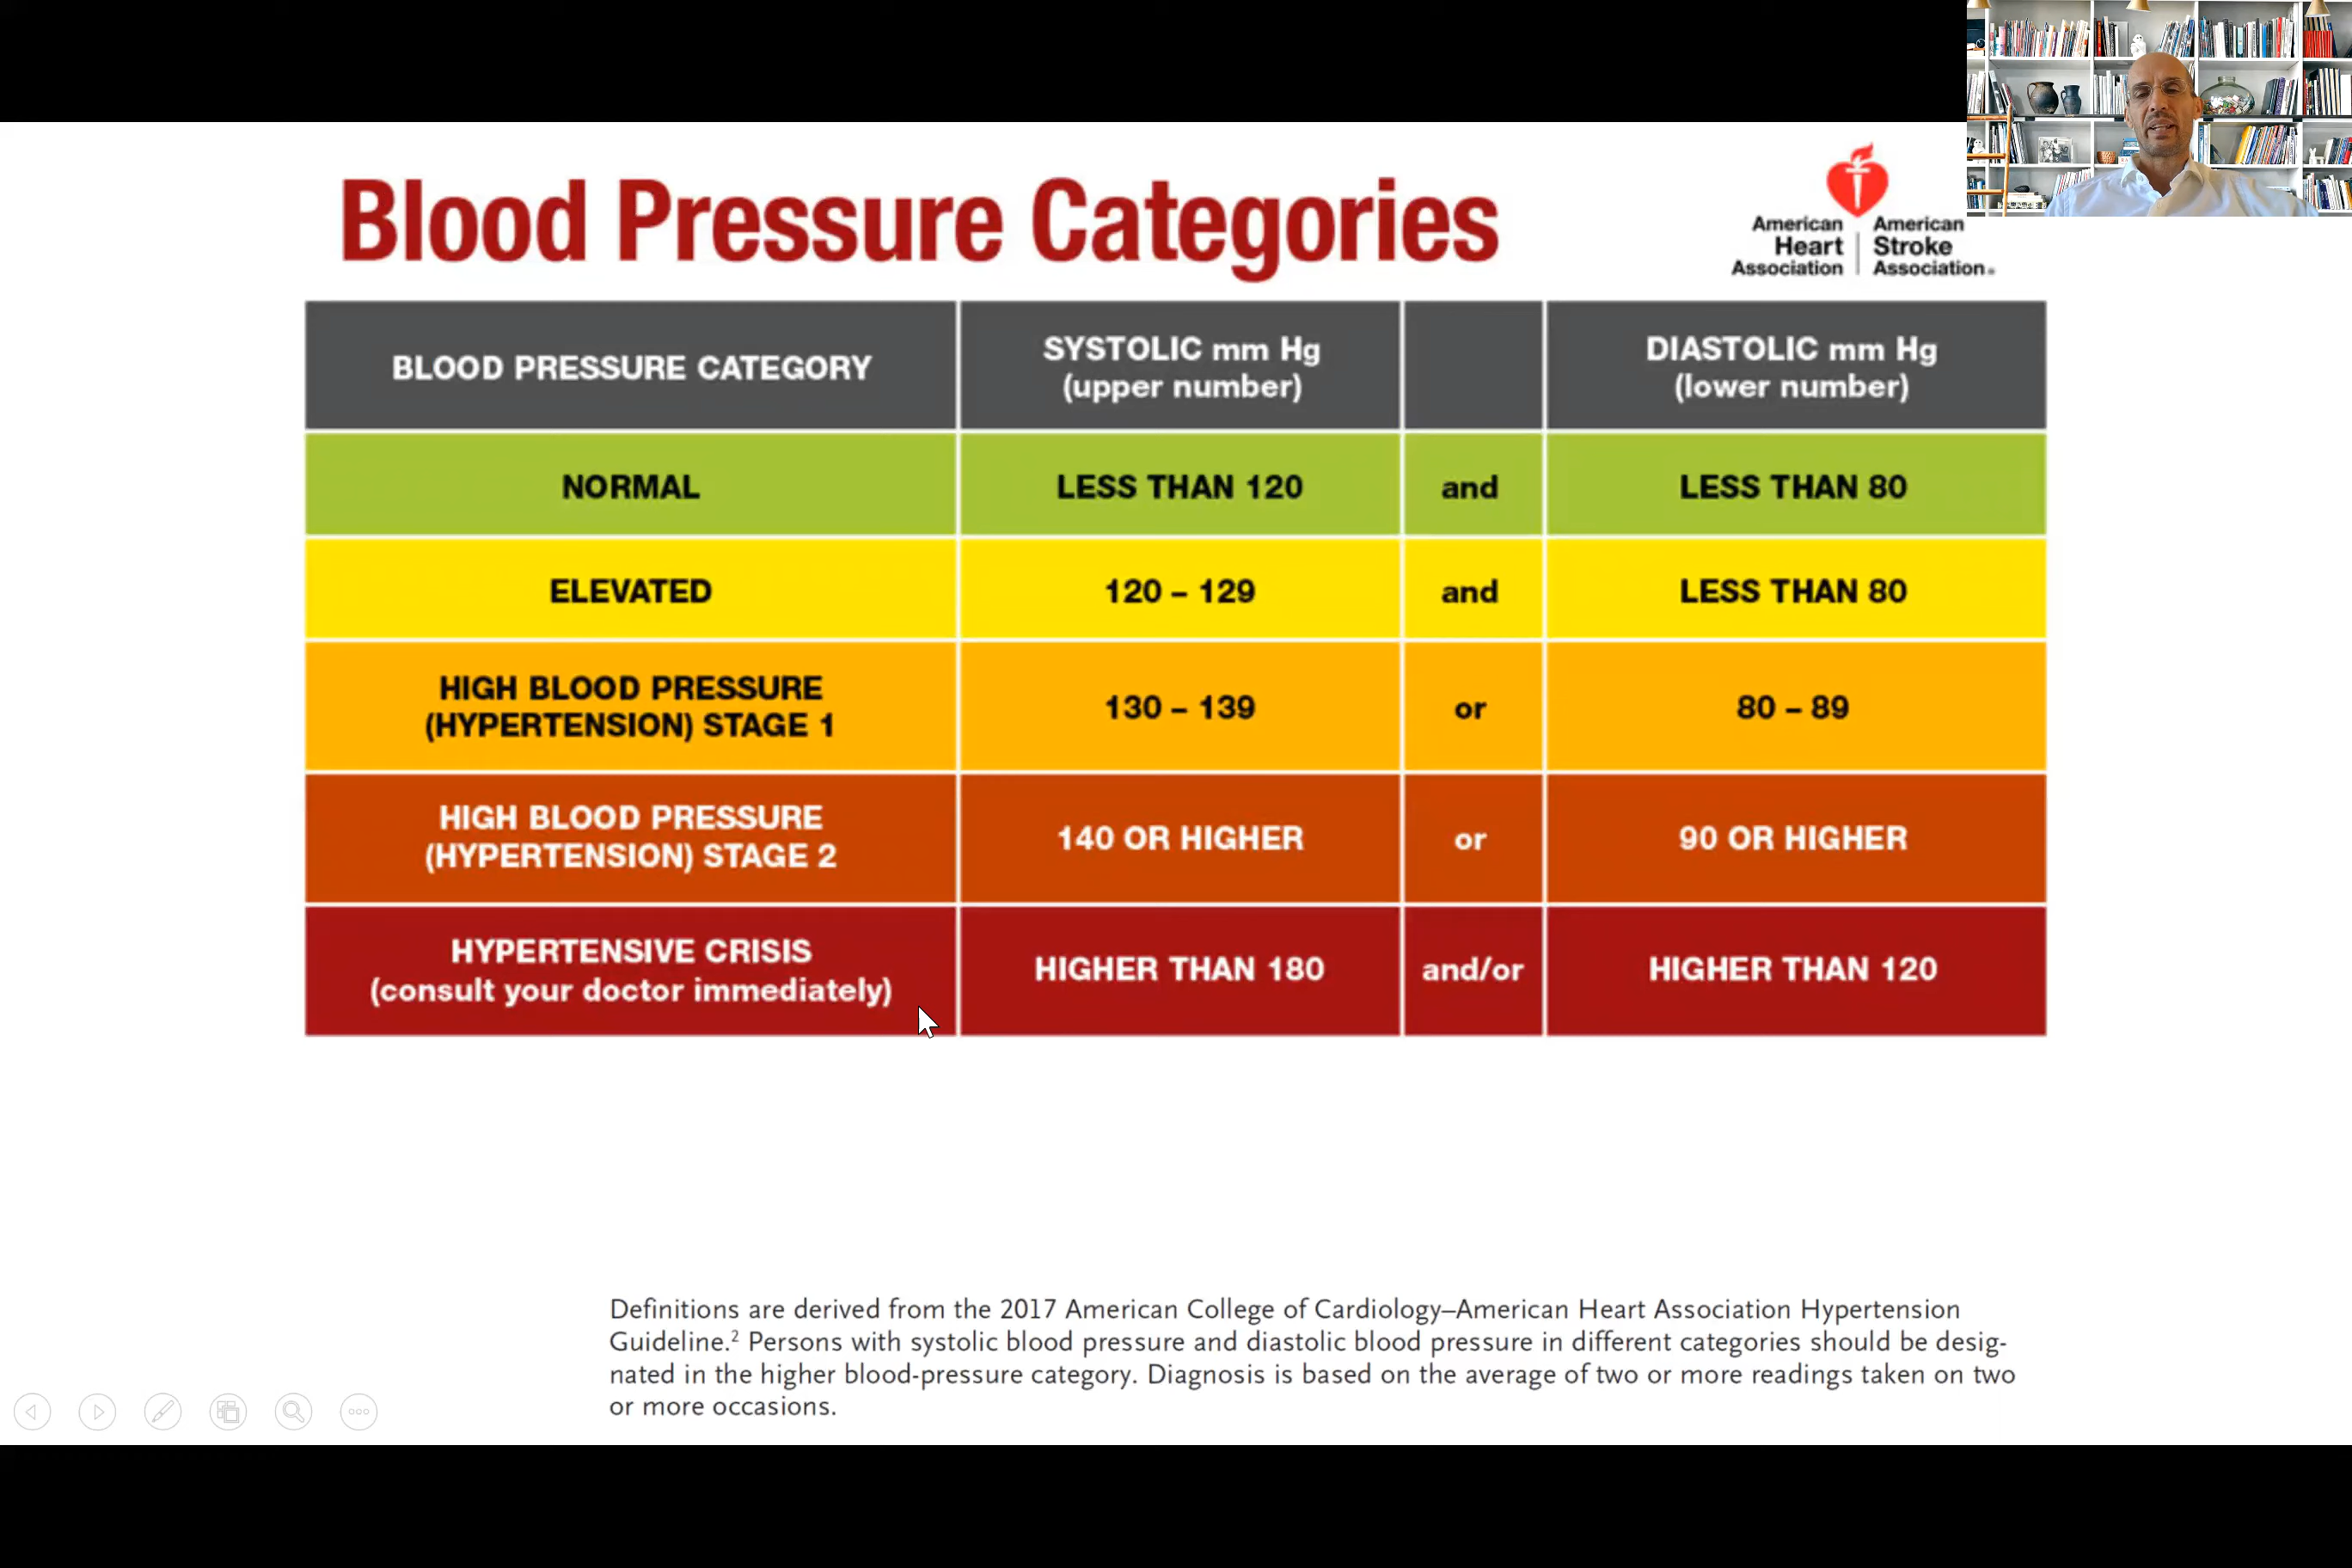 Blood Pressure Categories
American Heart Association
American Stroke Association®
BLOOD PRESSURE CATEGORY
SYSTOLIC mm Hg
(upper number)
DIASTOLIC mm Hg
(lower number)
NORMAL
LESS THAN 120
and
LESS THAN 80
ELEVATED
120 – 129
and
LESS THAN 80
HIGH BLOOD PRESSURE
(HYPERTENSION) STAGE 1
130 – 139
or
80 – 89
HIGH BLOOD PRESSURE
(HYPERTENSION) STAGE 2
140 OR HIGHER
or
90 OR HIGHER
HYPERTENSIVE CRISIS
(consult your doctor immediately)
HIGHER THAN 180
and/or
HIGHER THAN 120
Definitions are derived from the 2017 American College of Cardiology–American Heart Association Hypertension
Guideline.² Persons with systolic blood pressure and diastolic blood pressure in different categories should be desig-
nated in the higher blood-pressure category. Diagnosis is based on the average of two or more readings taken on two
or more occasions.